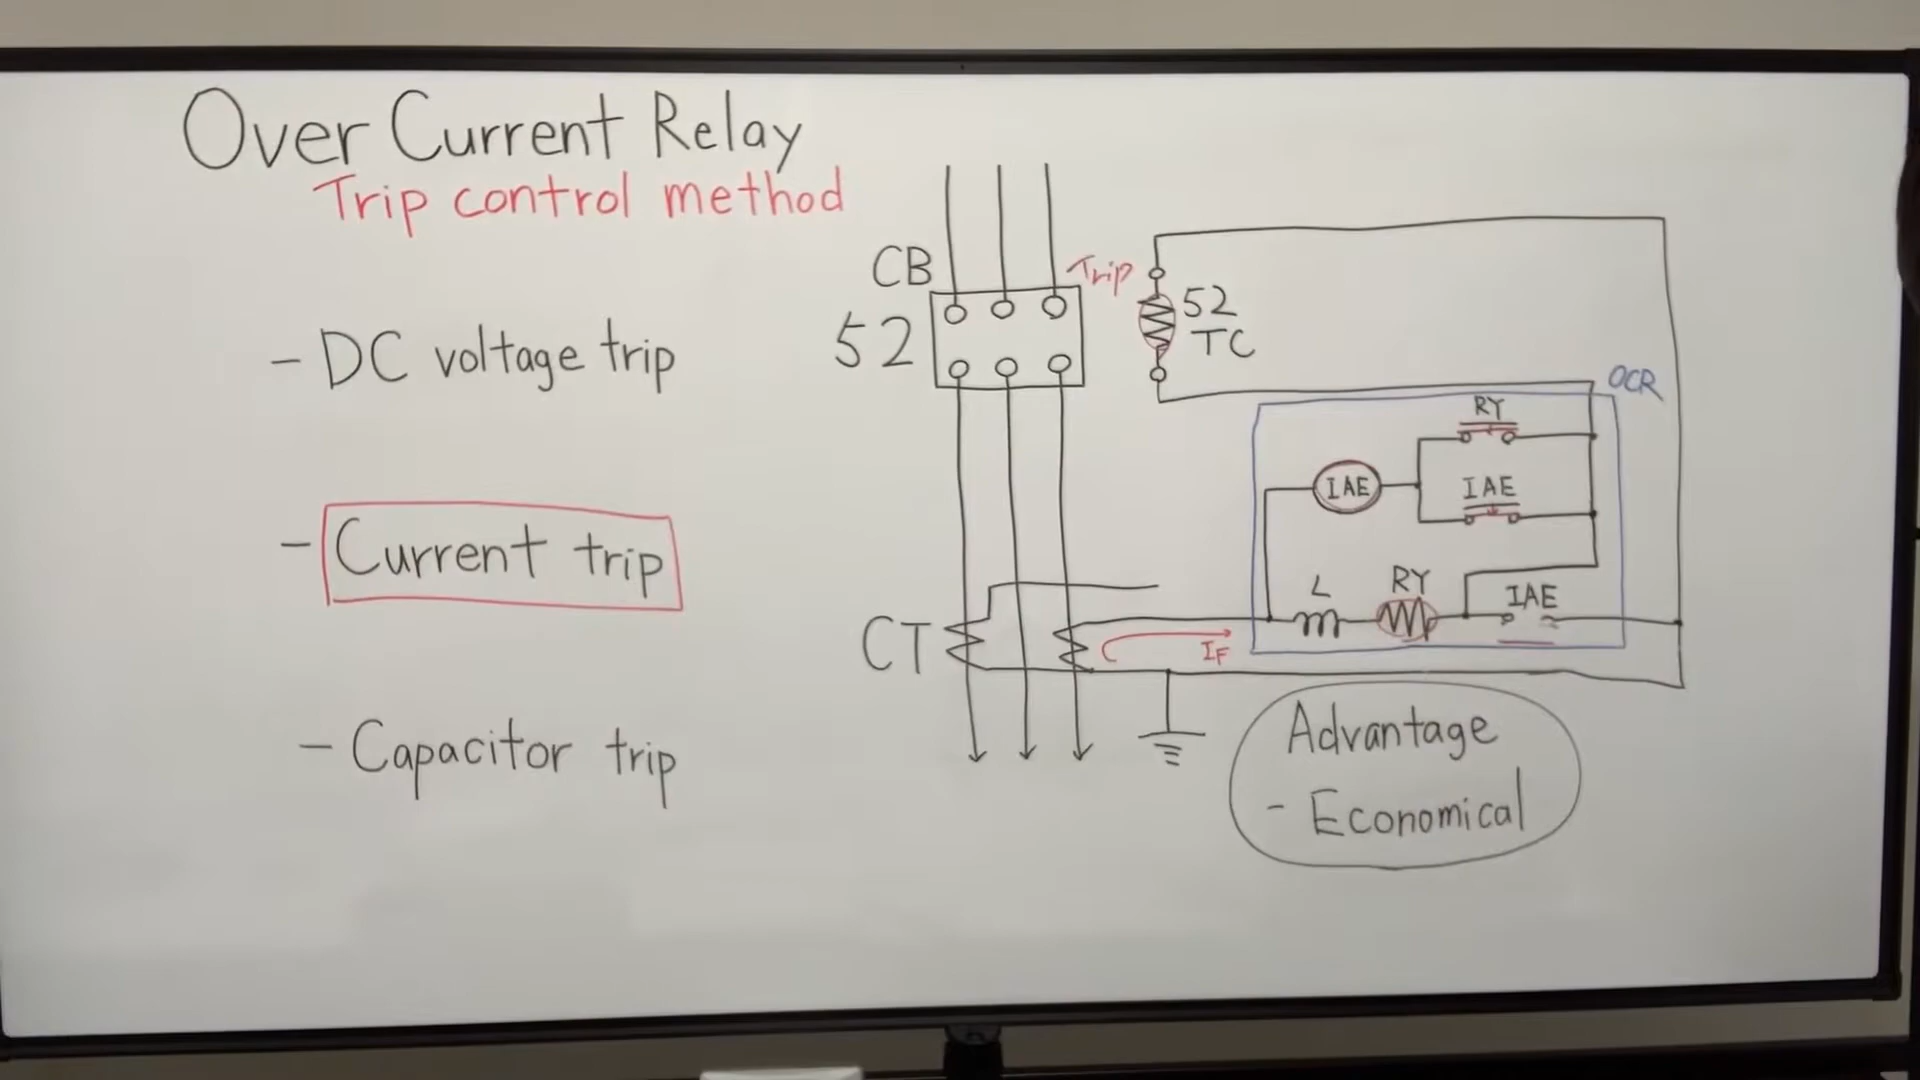 Over Current Relay
Trip control method
- DC voltage trip
- Current trip
- Capacitor trip
CB
52
Trip
52
TC
OCR
RY
IAE
IAE
L
RY
IAE
CT
IF
Advantage
- Economical